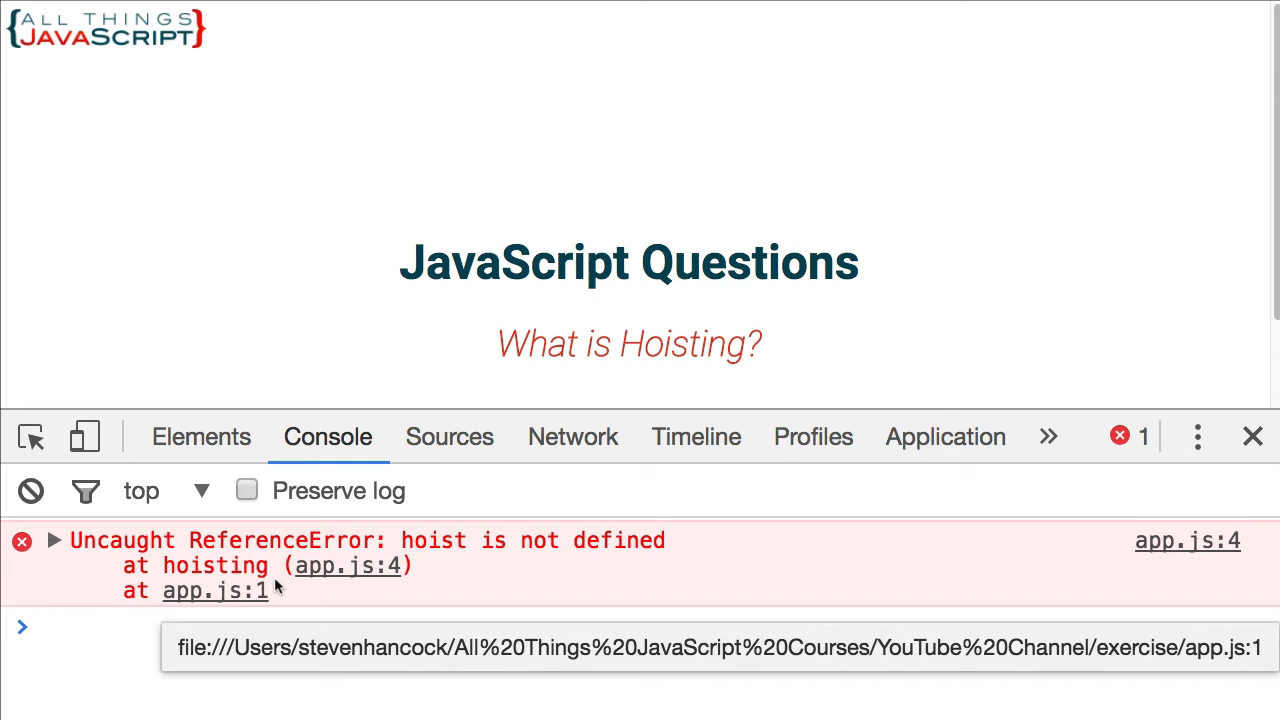 {ALL THINGS
JAVASCRIPT}
JavaScript Questions
What is Hoisting?
Elements Console Sources Network Timeline Profiles Application » 1
top Preserve log
Uncaught ReferenceError: hoist is not defined app.js:4
at hoisting (app.js:4)
at app.js:1
>
file:///Users/stevenhancock/All%20Things%20JavaScript%20Courses/YouTube%20Channel/exercise/app.js:1